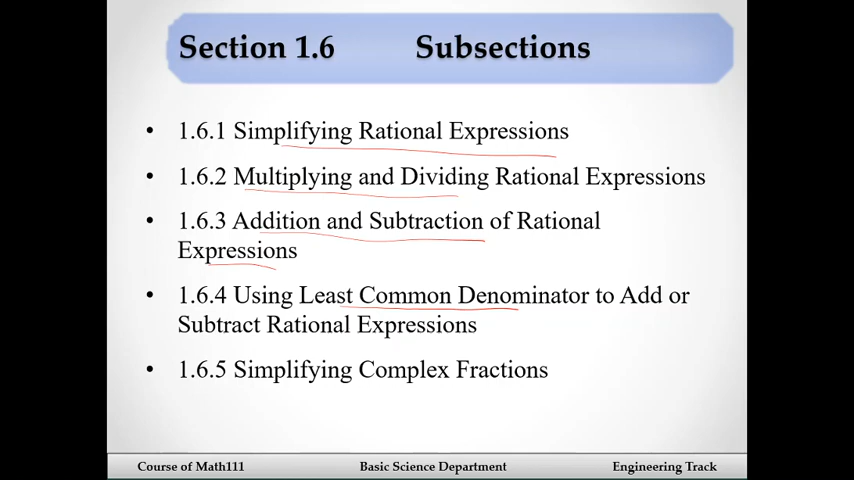 Section 1.6 Subsections
• 1.6.1 Simplifying Rational Expressions
• 1.6.2 Multiplying and Dividing Rational Expressions
• 1.6.3 Addition and Subtraction of Rational
Expressions
• 1.6.4 Using Least Common Denominator to Add or
Subtract Rational Expressions
• 1.6.5 Simplifying Complex Fractions
Course of Math111 Basic Science Department Engineering Track